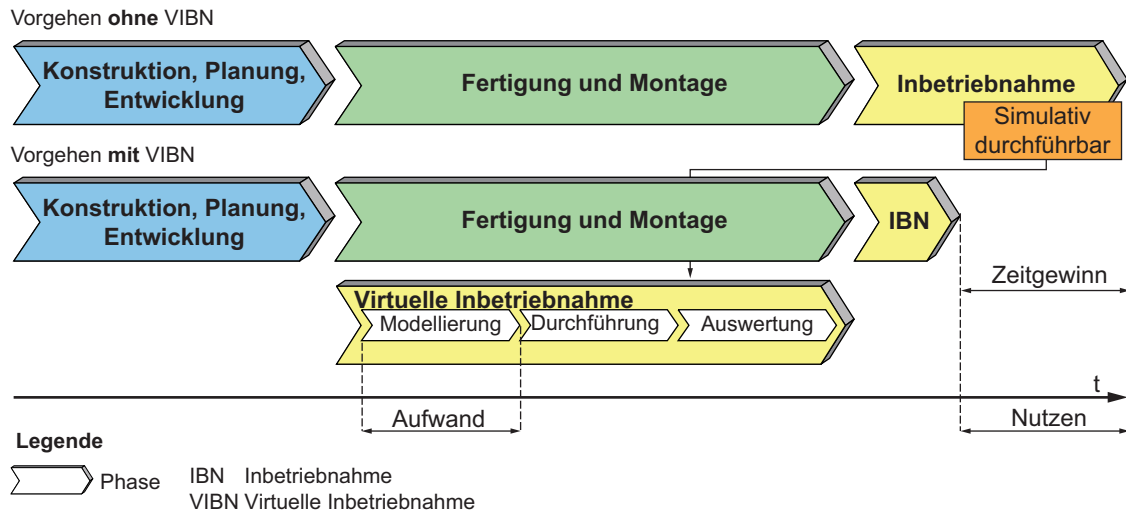 Vorgehen ohne VIBN
Konstruktion, Planung,
Entwicklung
Fertigung und Montage
Inbetriebnahme
Simulativ
durchführbar
Vorgehen mit VIBN
Konstruktion, Planung,
Entwicklung
Fertigung und Montage
IBN
Zeitgewinn
Virtuelle Inbetriebnahme
Modellierung
Durchführung
Auswertung
t
Aufwand
Nutzen
Legende
Phase
IBN Inbetriebnahme
VIBN Virtuelle Inbetriebnahme